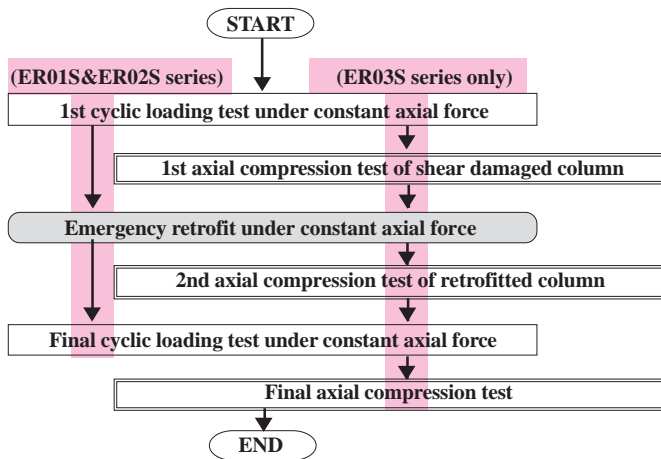 START
(ER01S&ER02S series)
(ER03S series only)
1st cyclic loading test under constant axial force
1st axial compression test of shear damaged column
Emergency retrofit under constant axial force
2nd axial compression test of retrofitted column
Final cyclic loading test under constant axial force
Final axial compression test
END